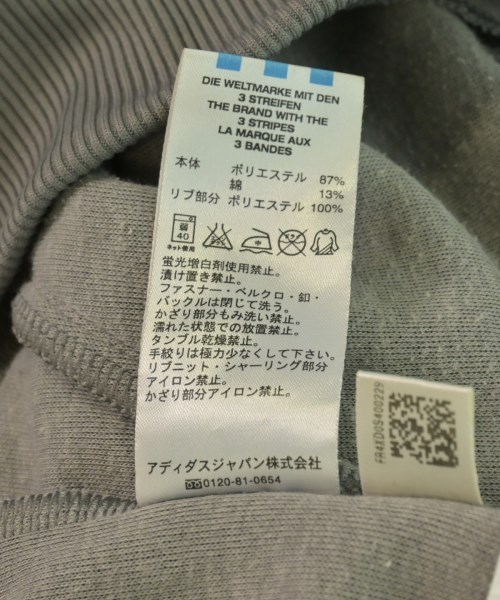 DIE WELTMARKE MIT DEN
3 STREIFEN
THE BRAND WITH THE
3 STRIPES
LA MARQUE AUX
3 BANDES
本体 ポリエステル 87%
綿 13%
リブ部分 ポリエステル 100%
弱
40
ネット使用
蛍光増白剤使用禁止。
漬け置き禁止。
ファスナー・ベルクロ・釦・
バックルは閉じて洗う。
かざり部分もみ洗い禁止。
濡れた状態での放置禁止。
タンブル乾燥禁止。
手絞りは極力少なくして下さい。
リブニット・シャーリング部分
アイロン禁止。
かざり部分アイロン禁止。
アディダスジャパン株式会社
0120-81-0654
FR4XD0S400229